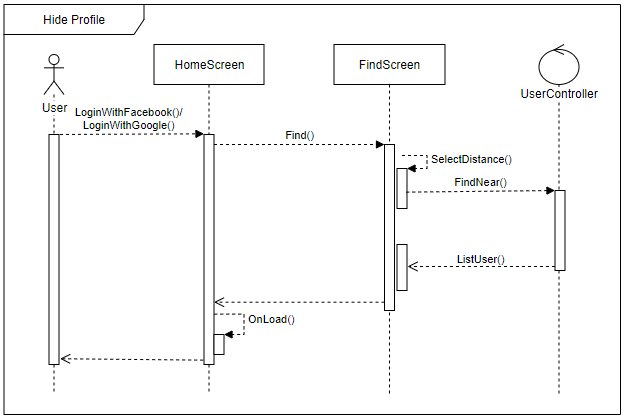 Hide Profile
HomeScreen
FindScreen
User
UserController
LoginWithFacebook()/
LoginWithGoogle()
Find()
SelectDistance()
FindNear()
ListUser()
OnLoad()